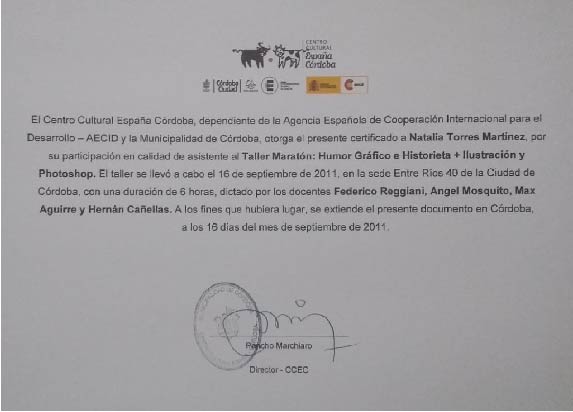 CENTRO
CULTURAL
España
Córdoba
Córdoba
Ciudad
El Centro Cultural España Córdoba, dependiente de la Agencia Española de Cooperación Internacional para el
Desarrollo – AECID y la Municipalidad de Córdoba, otorga el presente certificado a Natalia Torres Martínez, por
su participación en calidad de asistente al Taller Maratón: Humor Gráfico e Historieta + Ilustración y
Photoshop. El taller se llevó a cabo el 16 de septiembre de 2011, en la sede Entre Ríos 40 de la Ciudad de
Córdoba, con una duración de 6 horas, dictado por los docentes Federico Reggiani, Angel Mosquito, Max
Aguirre y Hernán Cañellas. A los fines que hubiera lugar, se extiende el presente documento en Córdoba,
a los 16 días del mes de septiembre de 2011.
Pancho Marchiaro
Director - CCEC